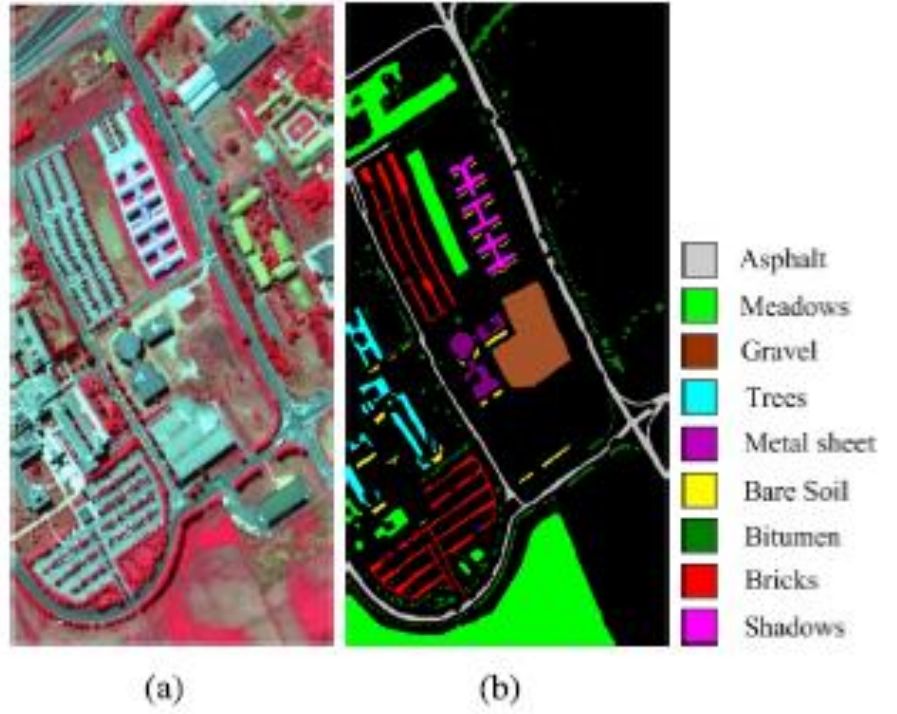 Asphalt
Meadows
Gravel
Trees
Metal sheet
Bare Soil
Bitumen
Bricks
Shadows
(a)
(b)